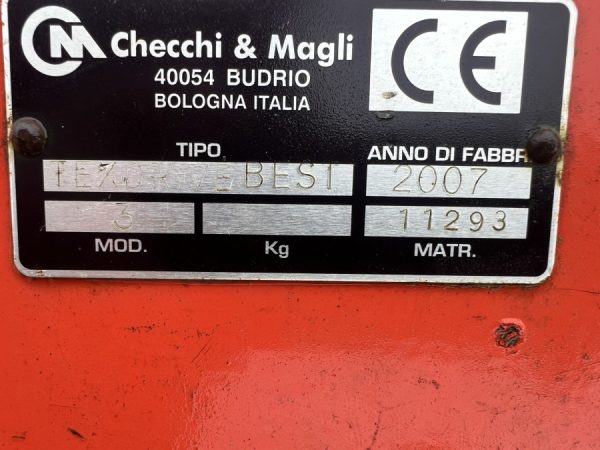 CM Checchi & Magli
40054 BUDRIO
BOLOGNA ITALIA
CE
TIPO
ANNO DI FABBR.
BEST
2007
3
11293
MOD.
Kg
MATR.